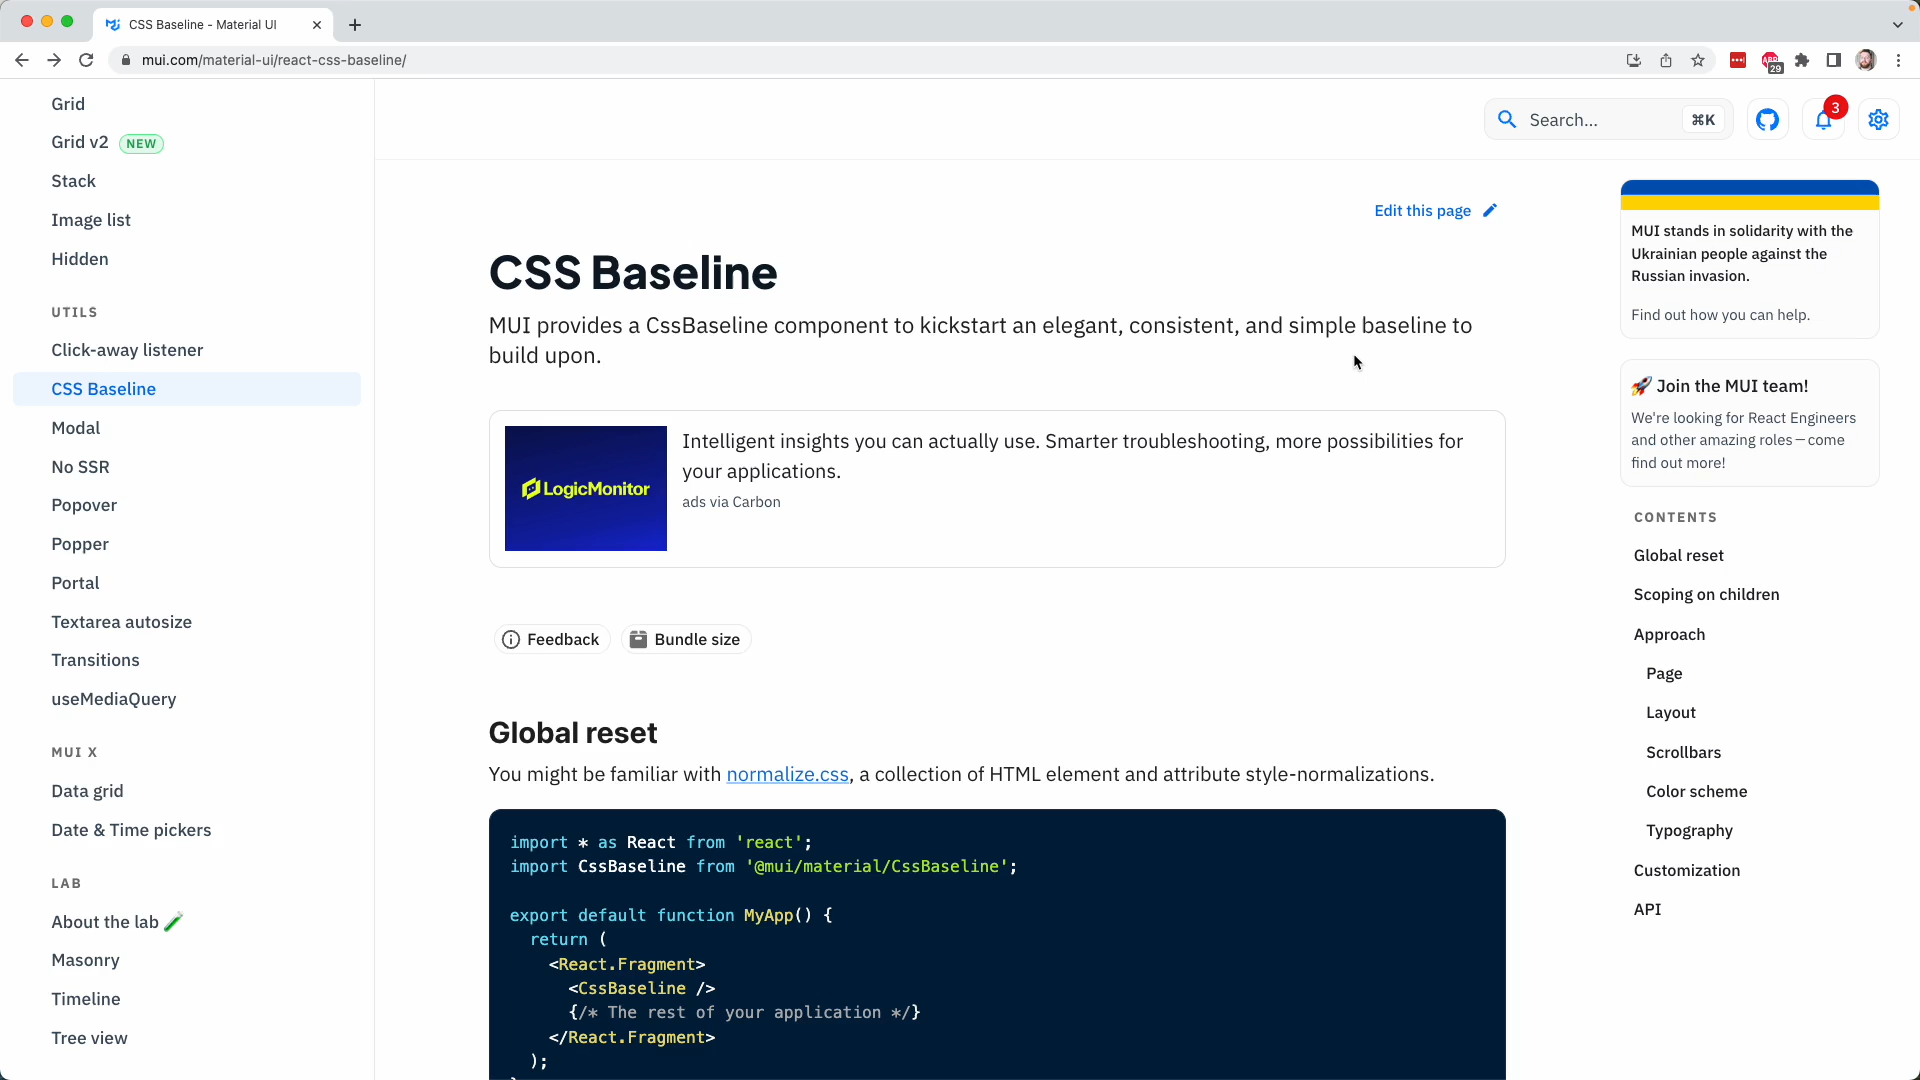 CSS Baseline - Material UI
mui.com/material-ui/react-css-baseline/
29
Grid
Grid v2 NEW
Stack
Image list
Hidden
UTILS
Click-away listener
CSS Baseline
Modal
No SSR
Popover
Popper
Portal
Textarea autosize
Transitions
useMediaQuery
MUI X
Data grid
Date & Time pickers
LAB
About the lab
Masonry
Timeline
Tree view
Search... ⌘K
3
Edit this page
CSS Baseline
MUI provides a CssBaseline component to kickstart an elegant, consistent, and simple baseline to
build upon.
LogicMonitor
Intelligent insights you can actually use. Smarter troubleshooting, more possibilities for
your applications.
ads via Carbon
Feedback
Bundle size
Global reset
You might be familiar with normalize.css, a collection of HTML element and attribute style-normalizations.
import * as React from 'react';
import CssBaseline from '@mui/material/CssBaseline';
export default function MyApp() {
return (
<React.Fragment>
<CssBaseline />
{/* The rest of your application */}
</React.Fragment>
);
MUI stands in solidarity with the
Ukrainian people against the
Russian invasion.
Find out how you can help.
Join the MUI team!
We're looking for React Engineers
and other amazing roles—come
find out more!
CONTENTS
Global reset
Scoping on children
Approach
Page
Layout
Scrollbars
Color scheme
Typography
Customization
API